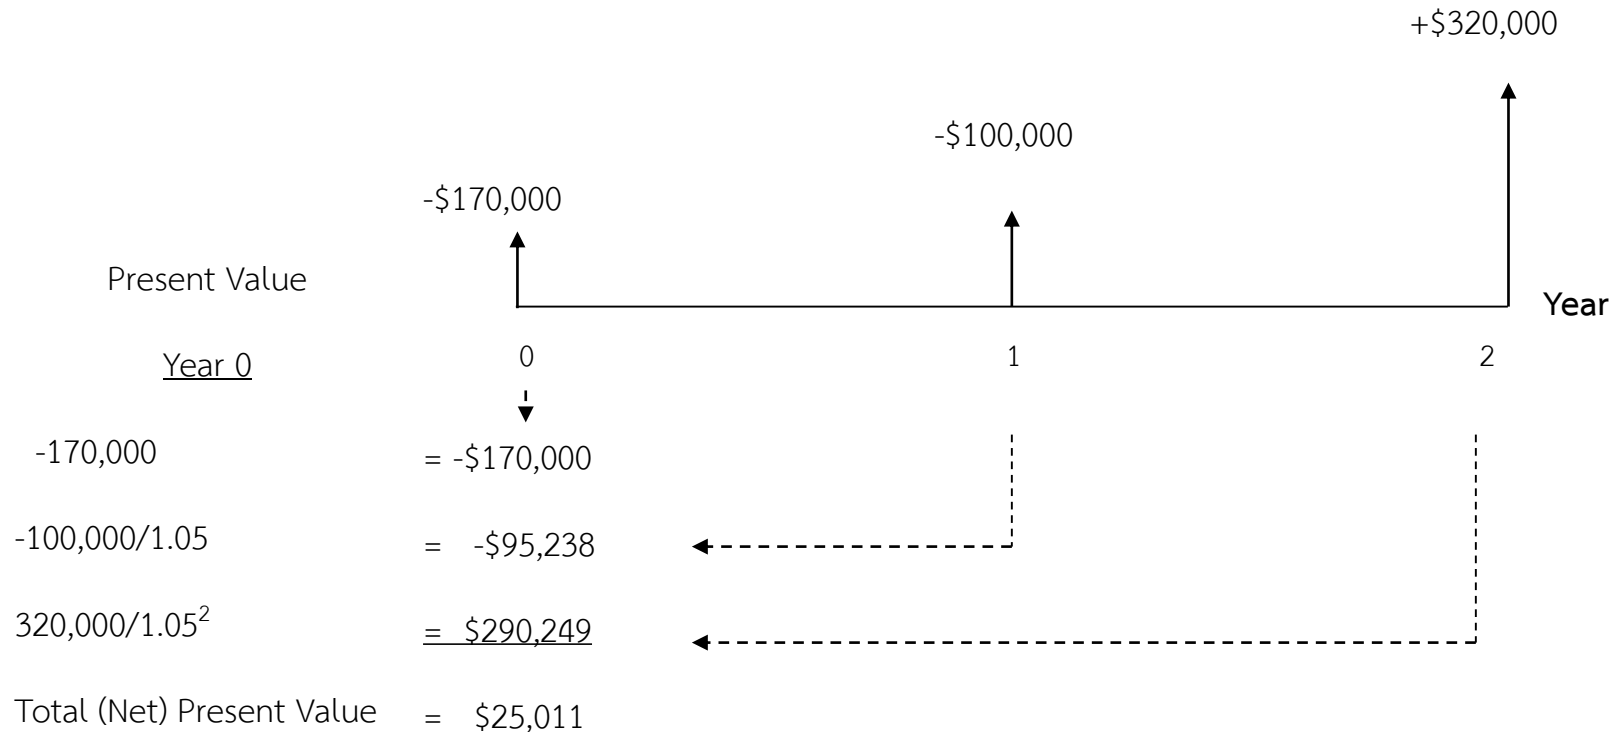 +$320,000
-$100,000
-$170,000
Present Value
Year
Year 0
0 1 2
-170,000 = -$170,000
-100,000/1.05 = -$95,238
320,000/1.05² = $290,249
Total (Net) Present Value = $25,011